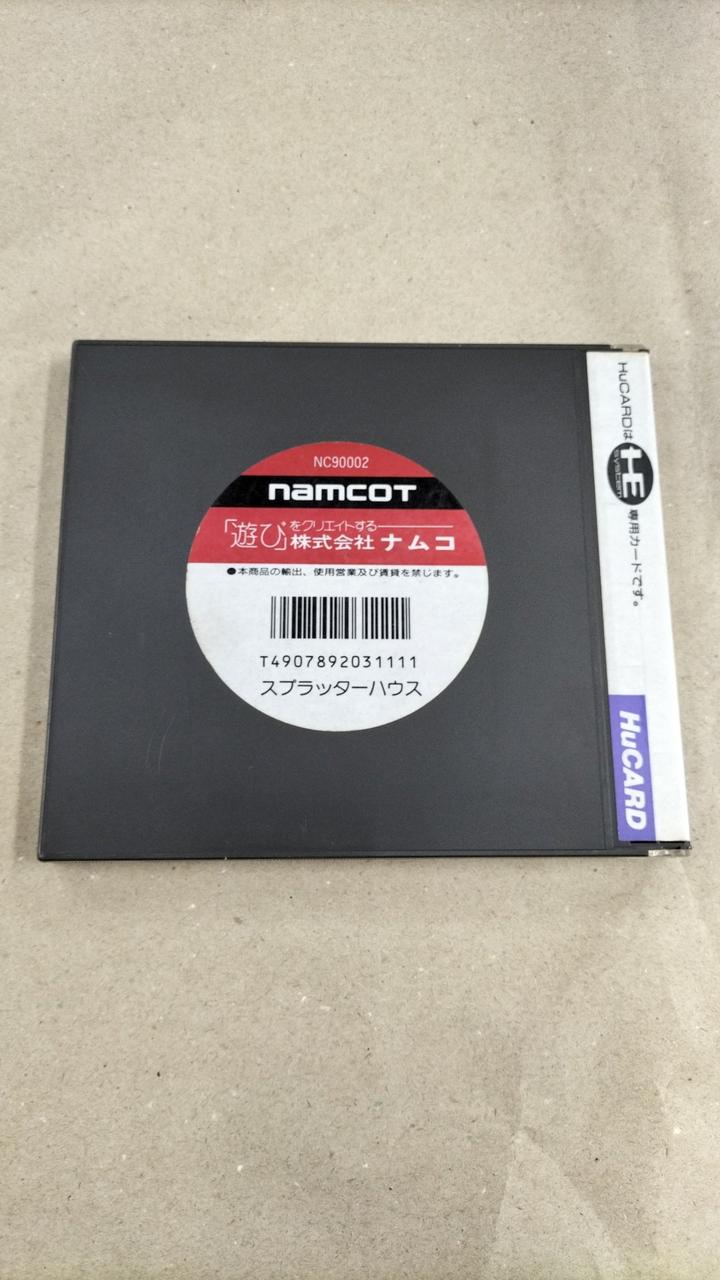 NC90002
namcot
「遊び」をクリエイトする
株式会社ナムコ
●本商品の輸出、使用営業及び賃貸を禁じます。
T4907892031111
スプラッターハウス
HuCARDは HE SYSTEM 専用カードです。
HuCARD